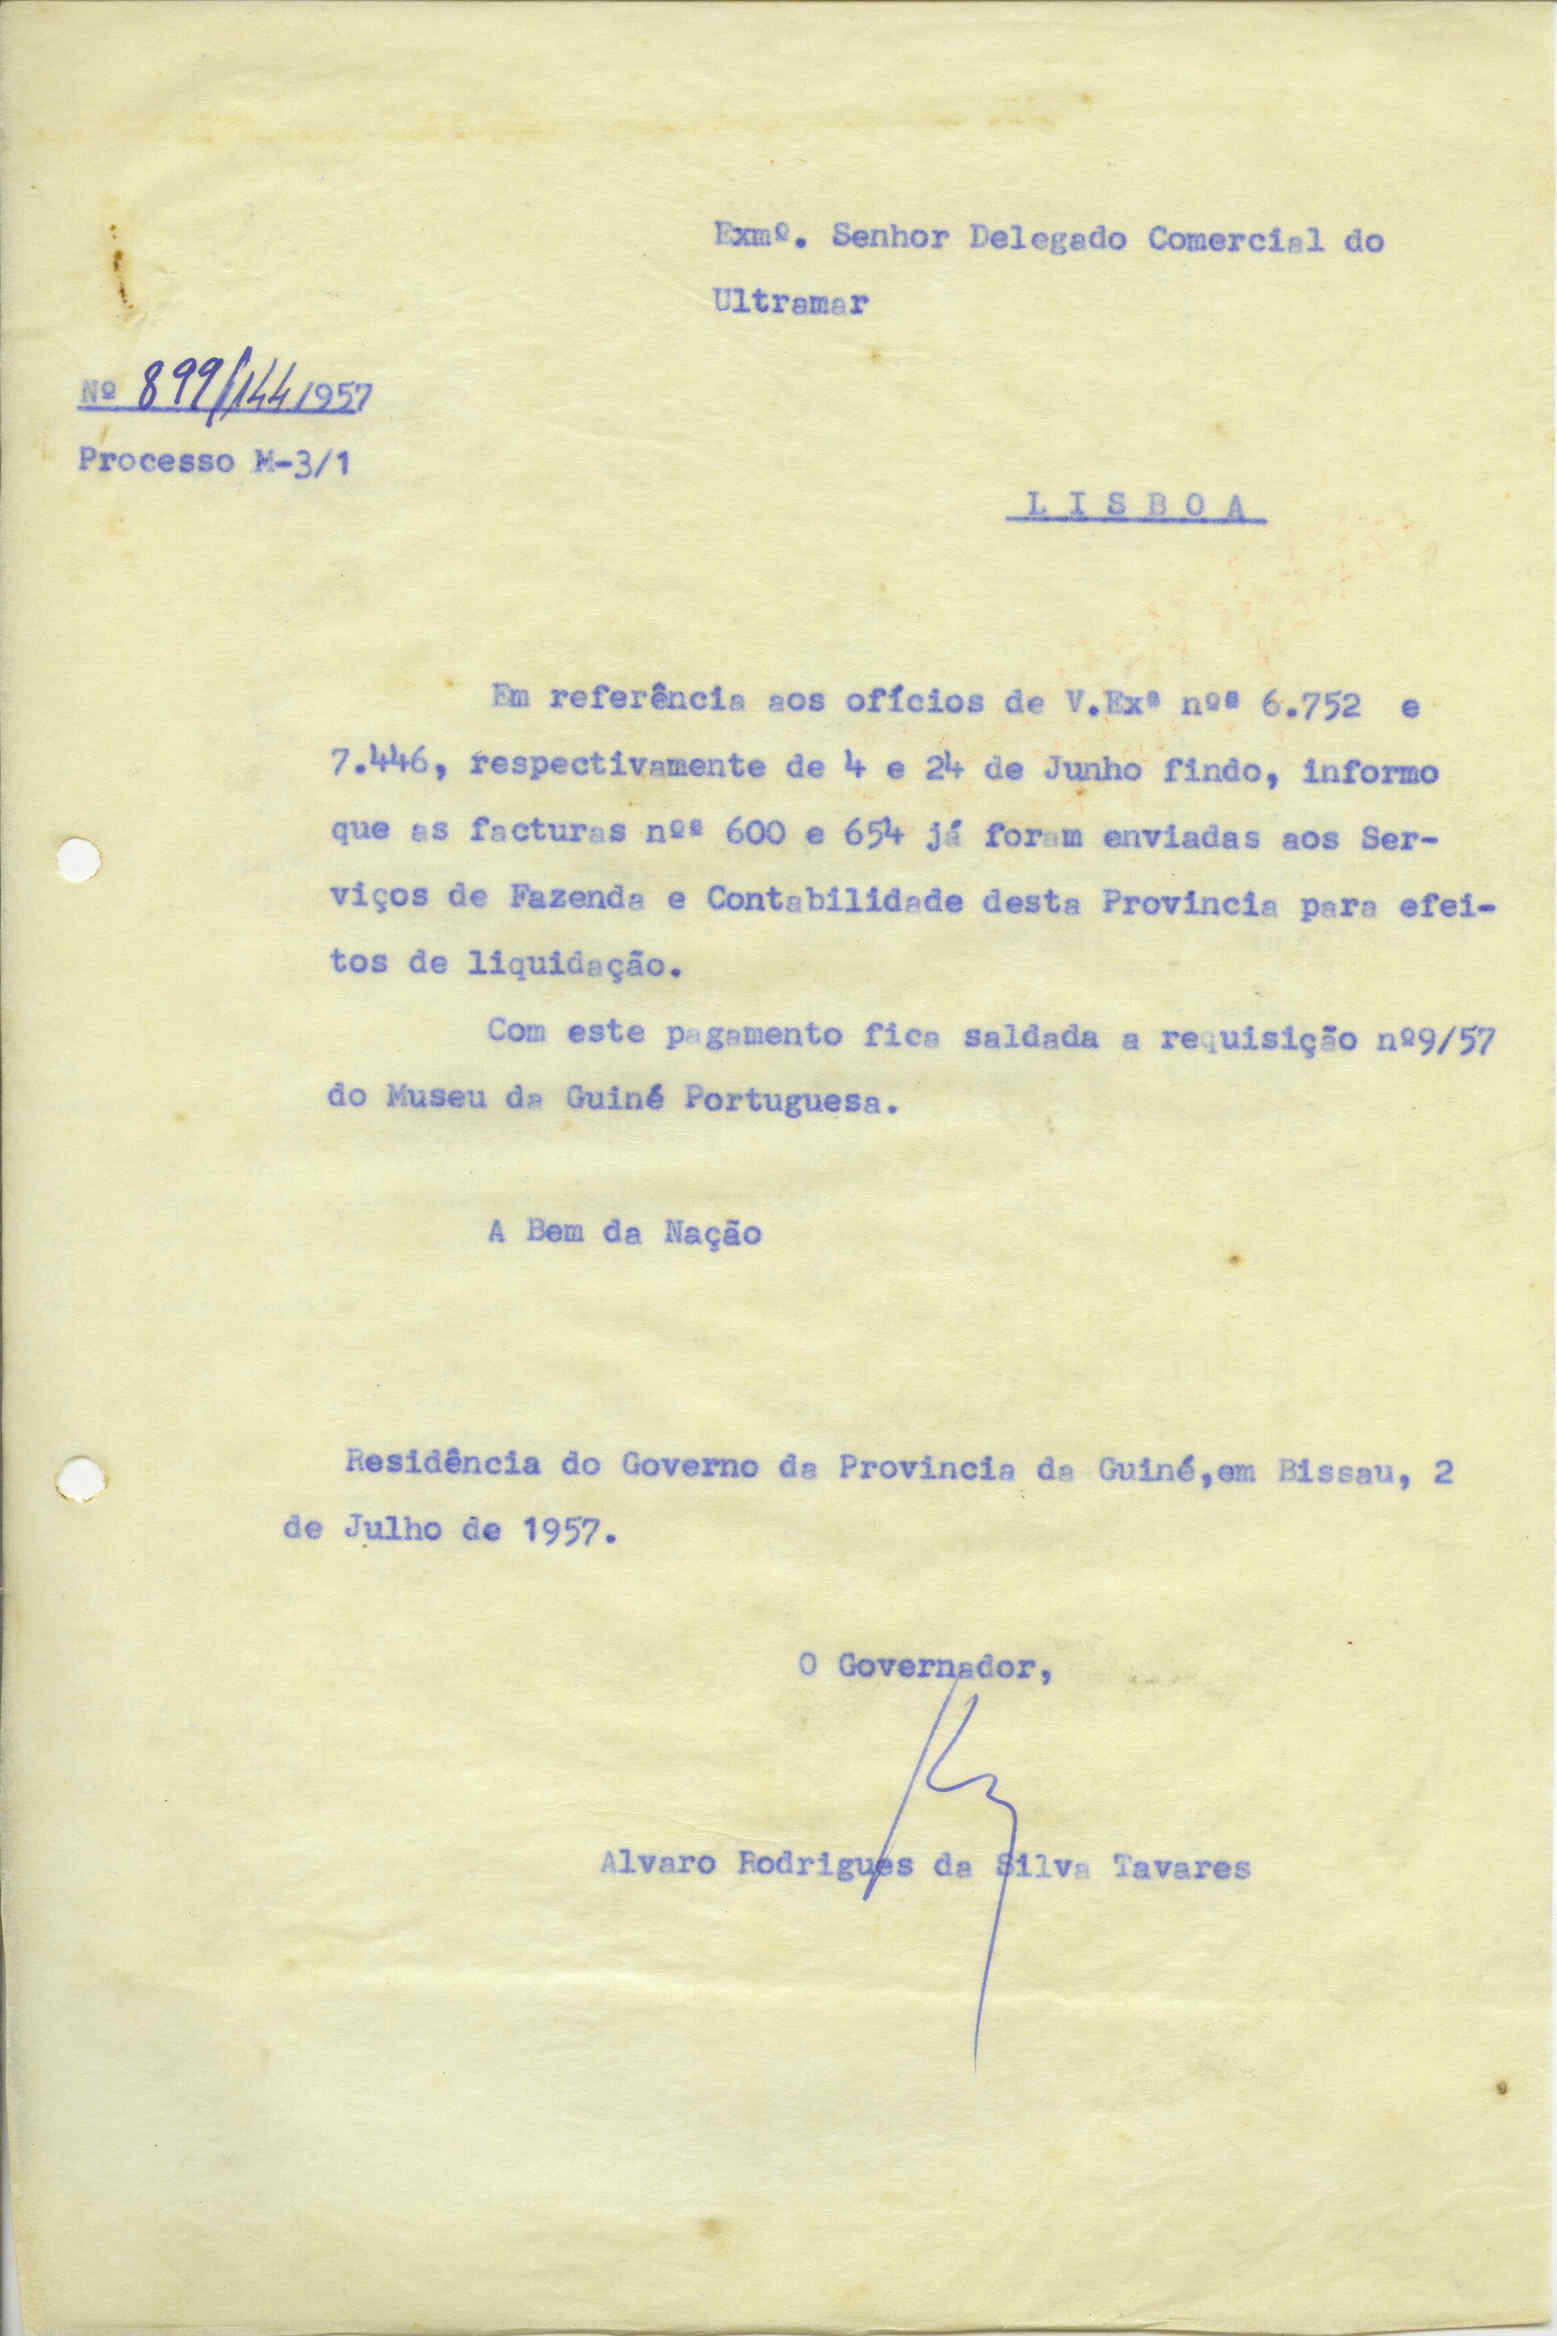 Exmº. Senhor Delegado Comercial do
Ultramar
Nº 899/144/957
Processo M-3/1
L I S B O A
Em referência aos ofícios de V.Exª nºs 6.752 e
7.446, respectivamente de 4 e 24 de Junho findo, informo
que as facturas nºs 600 e 654 já foram enviadas aos Ser-
viços de Fazenda e Contabilidade desta Provincia para efei-
tos de liquidação.
Com este pagamento fica saldada a requisição nº9/57
do Museu da Guiné Portuguesa.
A Bem da Nação
Residência do Governo da Provincia da Guiné,em Bissau, 2
de Julho de 1957.
O Governador,
Alvaro Rodrigues da Silva Tavares